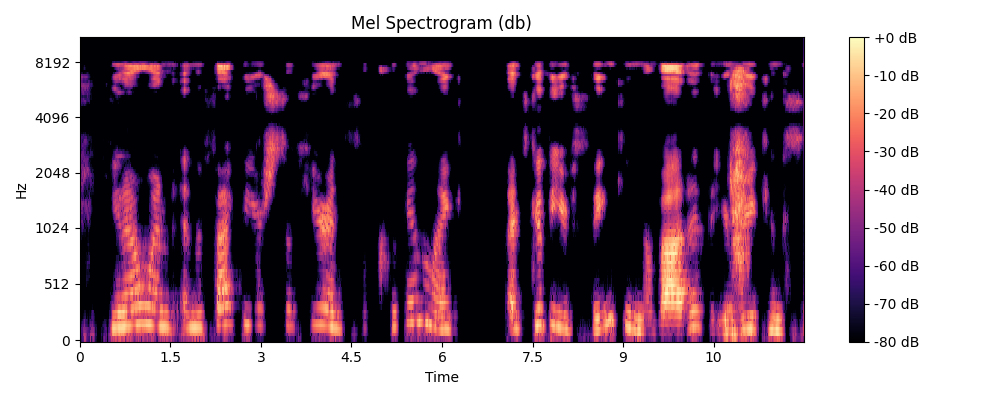 Mel Spectrogram (db)
8192
4096
2048
1024
512
0
Hz
0 1.5 3 4.5 6 7.5 9 10
Time
+0 dB
-10 dB
-20 dB
-30 dB
-40 dB
-50 dB
-60 dB
-70 dB
-80 dB